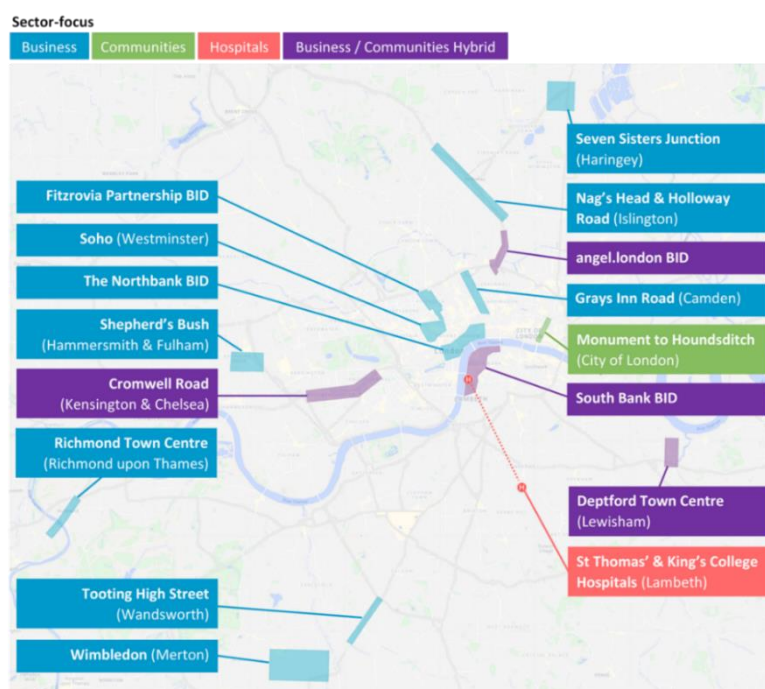 Sector-focus
Business
Communities
Hospitals
Business / Communities Hybrid
Fitzrovia Partnership BID
Soho (Westminster)
The Northbank BID
Shepherd's Bush
(Hammersmith & Fulham)
Cromwell Road
(Kensington & Chelsea)
Richmond Town Centre
(Richmond upon Thames)
Tooting High Street
(Wandsworth)
Wimbledon (Merton)
Seven Sisters Junction
(Haringey)
Nag's Head & Holloway
Road (Islington)
angel.london BID
Grays Inn Road (Camden)
Monument to Houndsditch
(City of London)
South Bank BID
Deptford Town Centre
(Lewisham)
St Thomas' & King's College
Hospitals (Lambeth)
CITY OF
LONDON
H
H